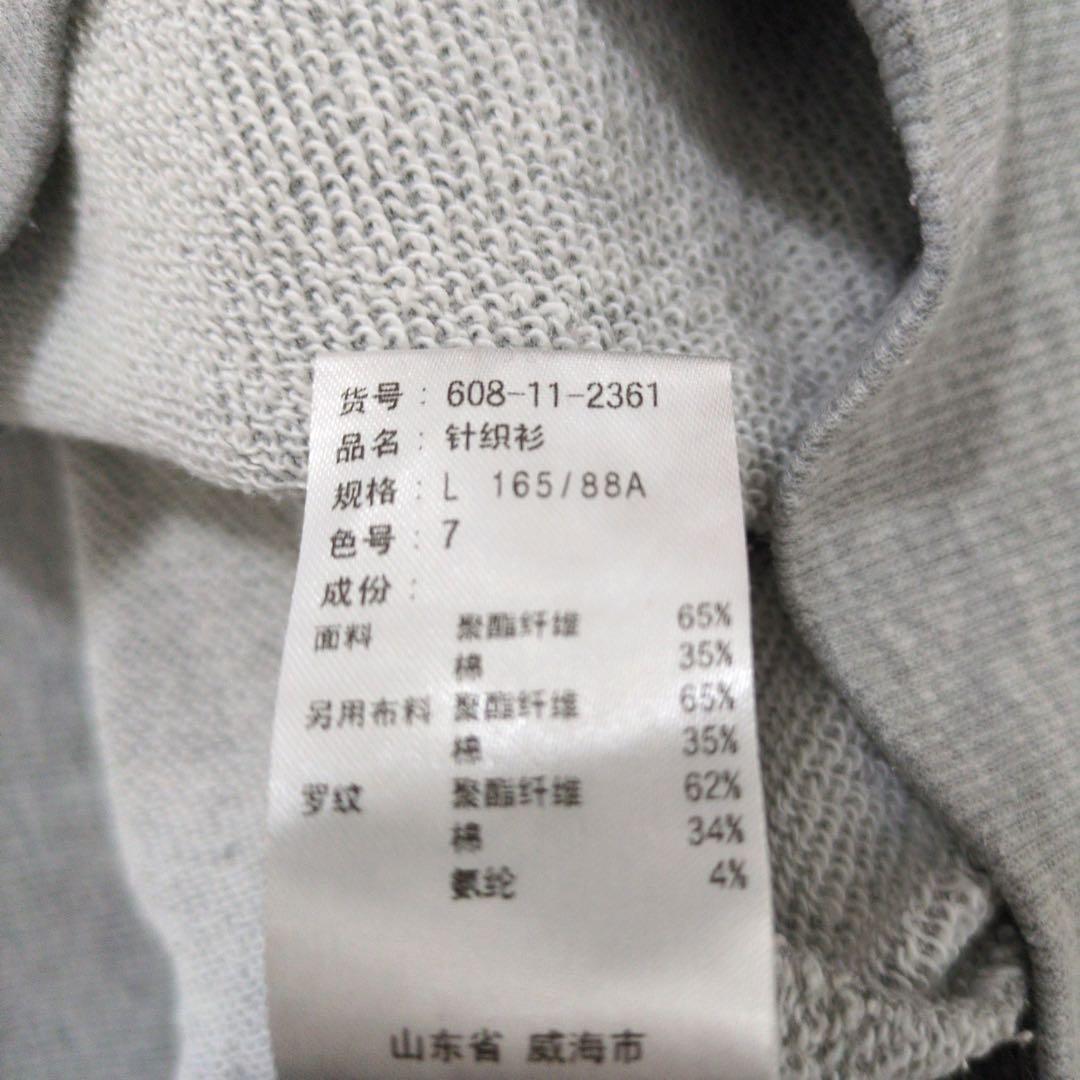 货号：608-11-2361
品名：针织衫
规格：L 165/88A
色号：7
成份：
面料 聚酯纤维 65%
棉 35%
另用布料 聚酯纤维 65%
棉 35%
罗纹 聚酯纤维 62%
棉 34%
氨纶 4%
山东省 威海市